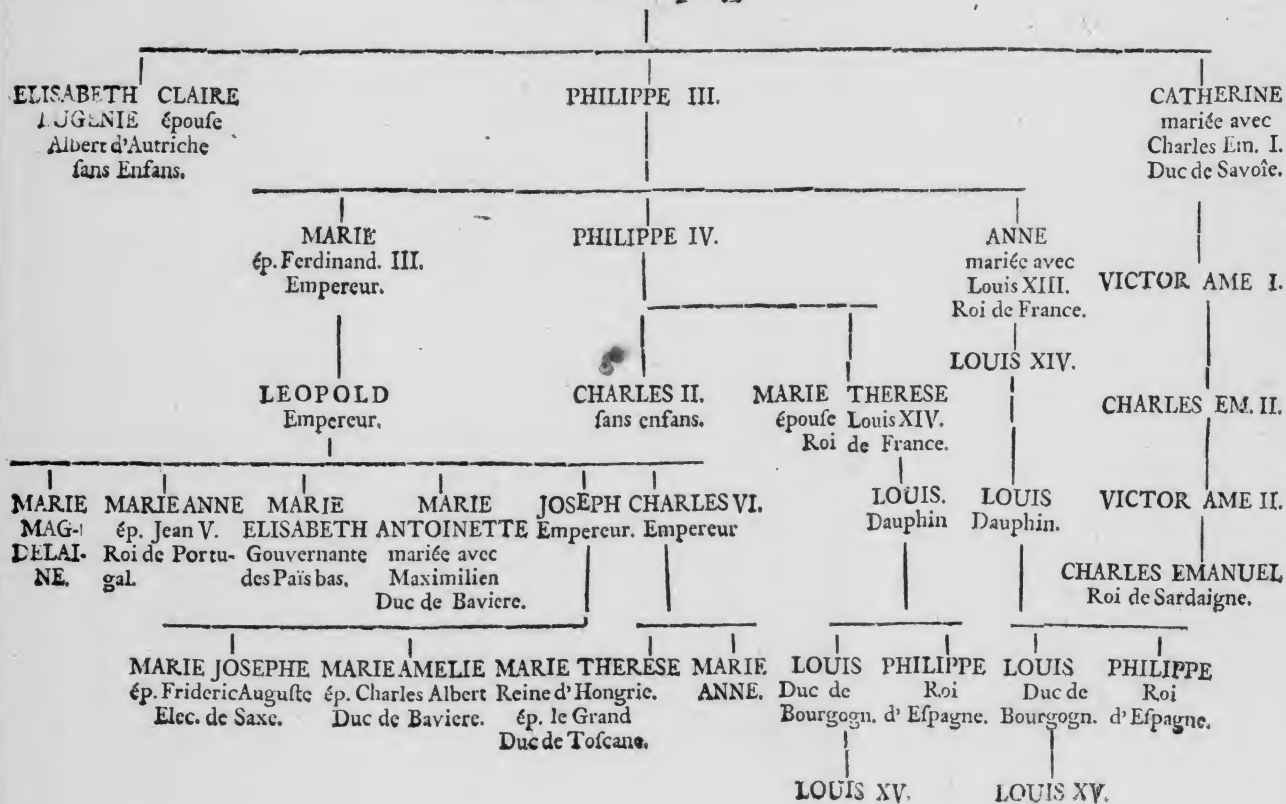 ELISABETH CLAIRE
EUGENIE épouſe
Albert d'Autriche
ſans Enfans.
PHILIPPE III.
CATHERINE
mariée avec
Charles Em. I.
Duc de Savoîe.
MARIE
ép. Ferdinand. III.
Empereur.
PHILIPPE IV.
ANNE
mariée avec
Louis XIII.
Roi de France.
VICTOR AME I.
LOUIS XIV.
LEOPOLD
Empereur.
CHARLES II.
ſans enfans.
MARIE THERESE
épouſe Louis XIV.
Roi de France.
CHARLES EM. II.
MARIE
MAG-
DELAI-
NE.
MARIE ANNE
ép. Jean V.
Roi de Portu-
gal.
MARIE
ELISABETH
Gouvernante
des Païs bas.
MARIE
ANTOINETTE
mariée avec
Maximilien
Duc de Baviere.
JOSEPH
Empereur.
CHARLES VI.
Empereur
LOUIS.
Dauphin
LOUIS
Dauphin.
VICTOR AME II.
CHARLES EMANUEL
Roi de Sardaigne.
MARIE JOSEPHE
ép. Frideric Auguſte
Elec. de Saxe.
MARIE AMELIE
ép. Charles Albert
Duc de Baviere.
MARIE THERESE
Reine d'Hongrie.
ép. le Grand
Duc de Toſcane.
MARIE
ANNE.
LOUIS
Duc de
Bourgogn.
PHILIPPE
Roi
d'Eſpagne.
LOUIS
Duc de
Bourgogn.
PHILIPPE
Roi
d'Eſpagne.
LOUIS XV.
LOUIS XV.